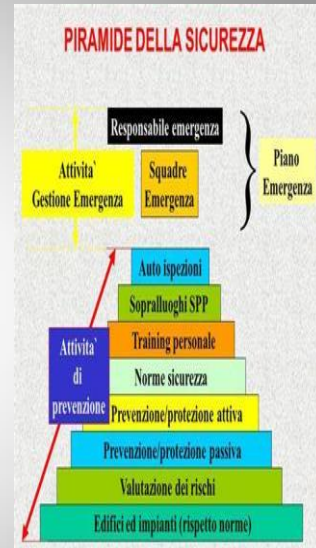 PIRAMIDE DELLA SICUREZZA
Responsabile emergenza
Attivita`
Gestione Emergenza
Squadre
Emergenza
Piano
Emergenza
Auto ispezioni
Sopralluoghi SPP
Training personale
Attivita`
di
prevenzione
Norme sicurezza
Prevenzione/protezione attiva
Prevenzione/protezione passiva
Valutazione dei rischi
Edifici ed impianti (rispetto norme)